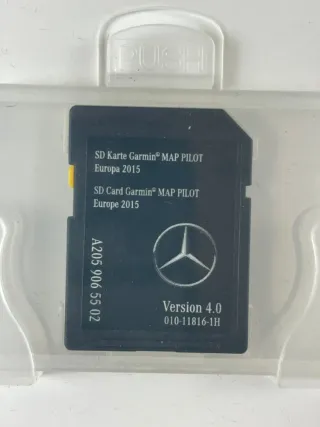 PUSH
SD Karte Garmin® MAP PILOT
Europa 2015
SD Card Garmin® MAP PILOT
Europe 2015
A205 906 55 02
Version 4.0
010-11816-1H